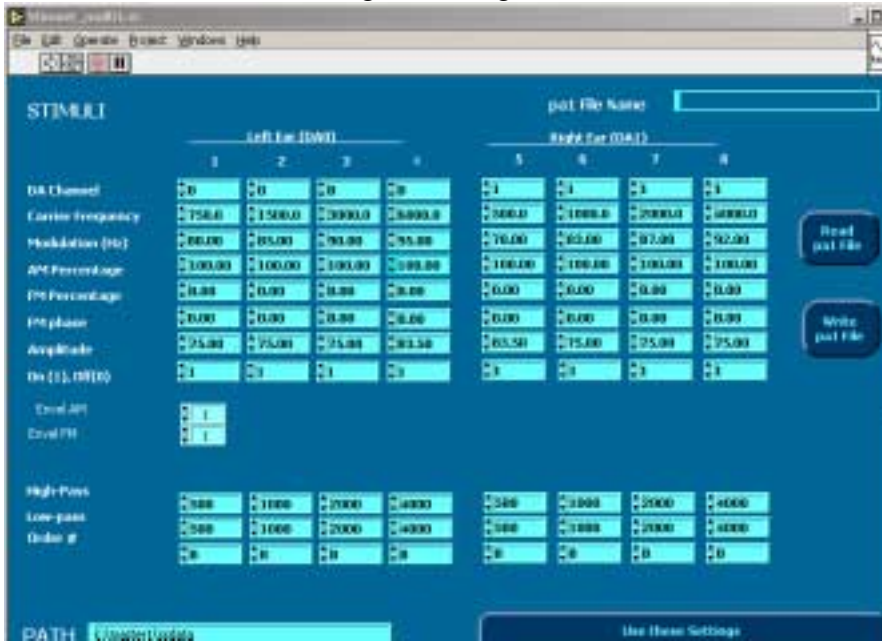 File Edit Operate Project Windows Help
STIMULI
pat File Name
Left Ear (DA0) Right Ear (DA1)
1 2 3 4 5 6 7 8
DA Channel 0 0 0 0 1 1 1 1
Carrier Frequency 750.0 1500.0 3000.0 6000.0 500.0 1000.0 2000.0 4000.0
Modulation (Hz) 80.00 85.00 90.00 95.00 78.00 83.00 87.00 92.00
AM Percentage 100.00 100.00 100.00 100.00 100.00 100.00 100.00 100.00
FM Percentage 0.00 0.00 0.00 0.00 0.00 0.00 0.00 0.00
FM phase 0.00 0.00 0.00 0.00 0.00 0.00 0.00 0.00
Amplitude 75.00 75.00 75.00 83.50 83.50 75.00 75.00 75.00
On (1), Off(0) 1 1 1 1 1 1 1 1
Read
pat File
Write
pat File
AM 1
FM 1
High-Pass 500 1000 2000 4000 500 1000 2000 4000
Low-pass 500 1000 2000 4000 500 1000 2000 4000
Order # 0 0 0 0 0 0 0 0
PATH
Use these Settings